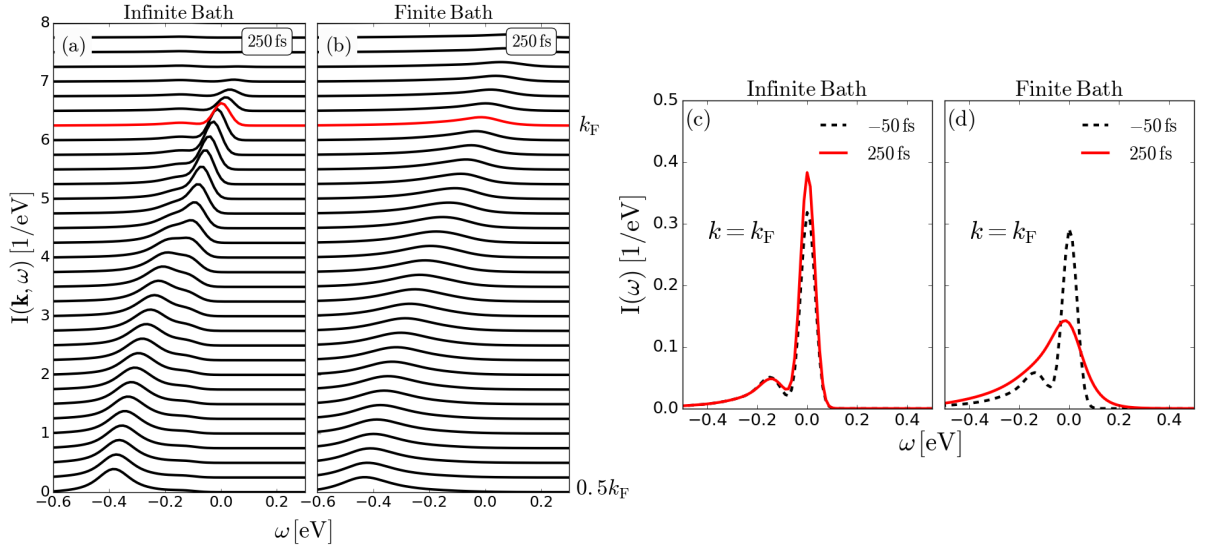 Infinite Bath
Finite Bath
(a)
250 fs
(b)
250 fs
8
7
6
5
4
3
2
1
0
I(k, ω) [1/eV]
k_F
0.5k_F
−0.6 −0.4 −0.2 0.0 0.2
−0.6 −0.4 −0.2 0.0 0.2
ω [eV]
Infinite Bath
Finite Bath
(c)
−50 fs
250 fs
k = k_F
(d)
−50 fs
250 fs
k = k_F
0.5
0.4
0.3
0.2
0.1
0.0
I(ω) [1/eV]
−0.4 −0.2 0.0 0.2 0.4
−0.4 −0.2 0.0 0.2 0.4
ω [eV]